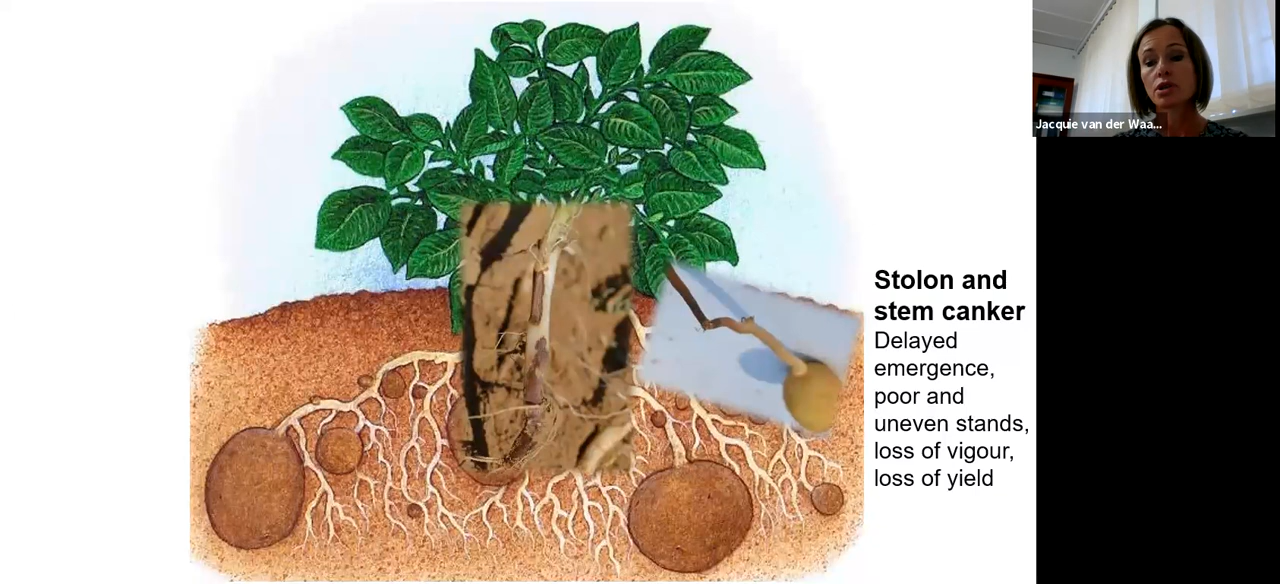 Jacquie van der Waa...
Stolon and
stem canker
Delayed
emergence,
poor and
uneven stands,
loss of vigour,
loss of yield